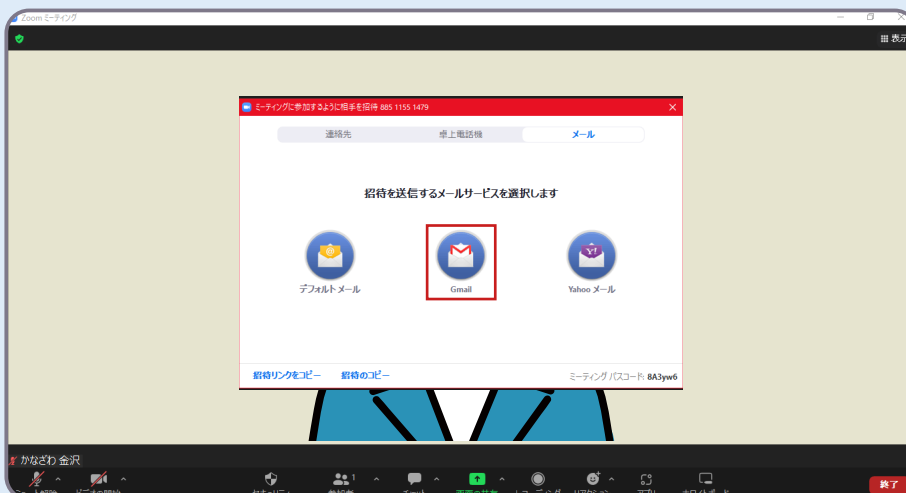 Zoom ミーティング
表示
ミーティングに参加するように相手を招待 885 1155 1479
連絡先
卓上電話機
メール
招待を送信するメールサービスを選択します
デフォルト メール
Gmail
Yahoo メール
招待リンクをコピー
招待のコピー
ミーティング パスコード: 8A3yw6
かなざわ 金沢
1
終了